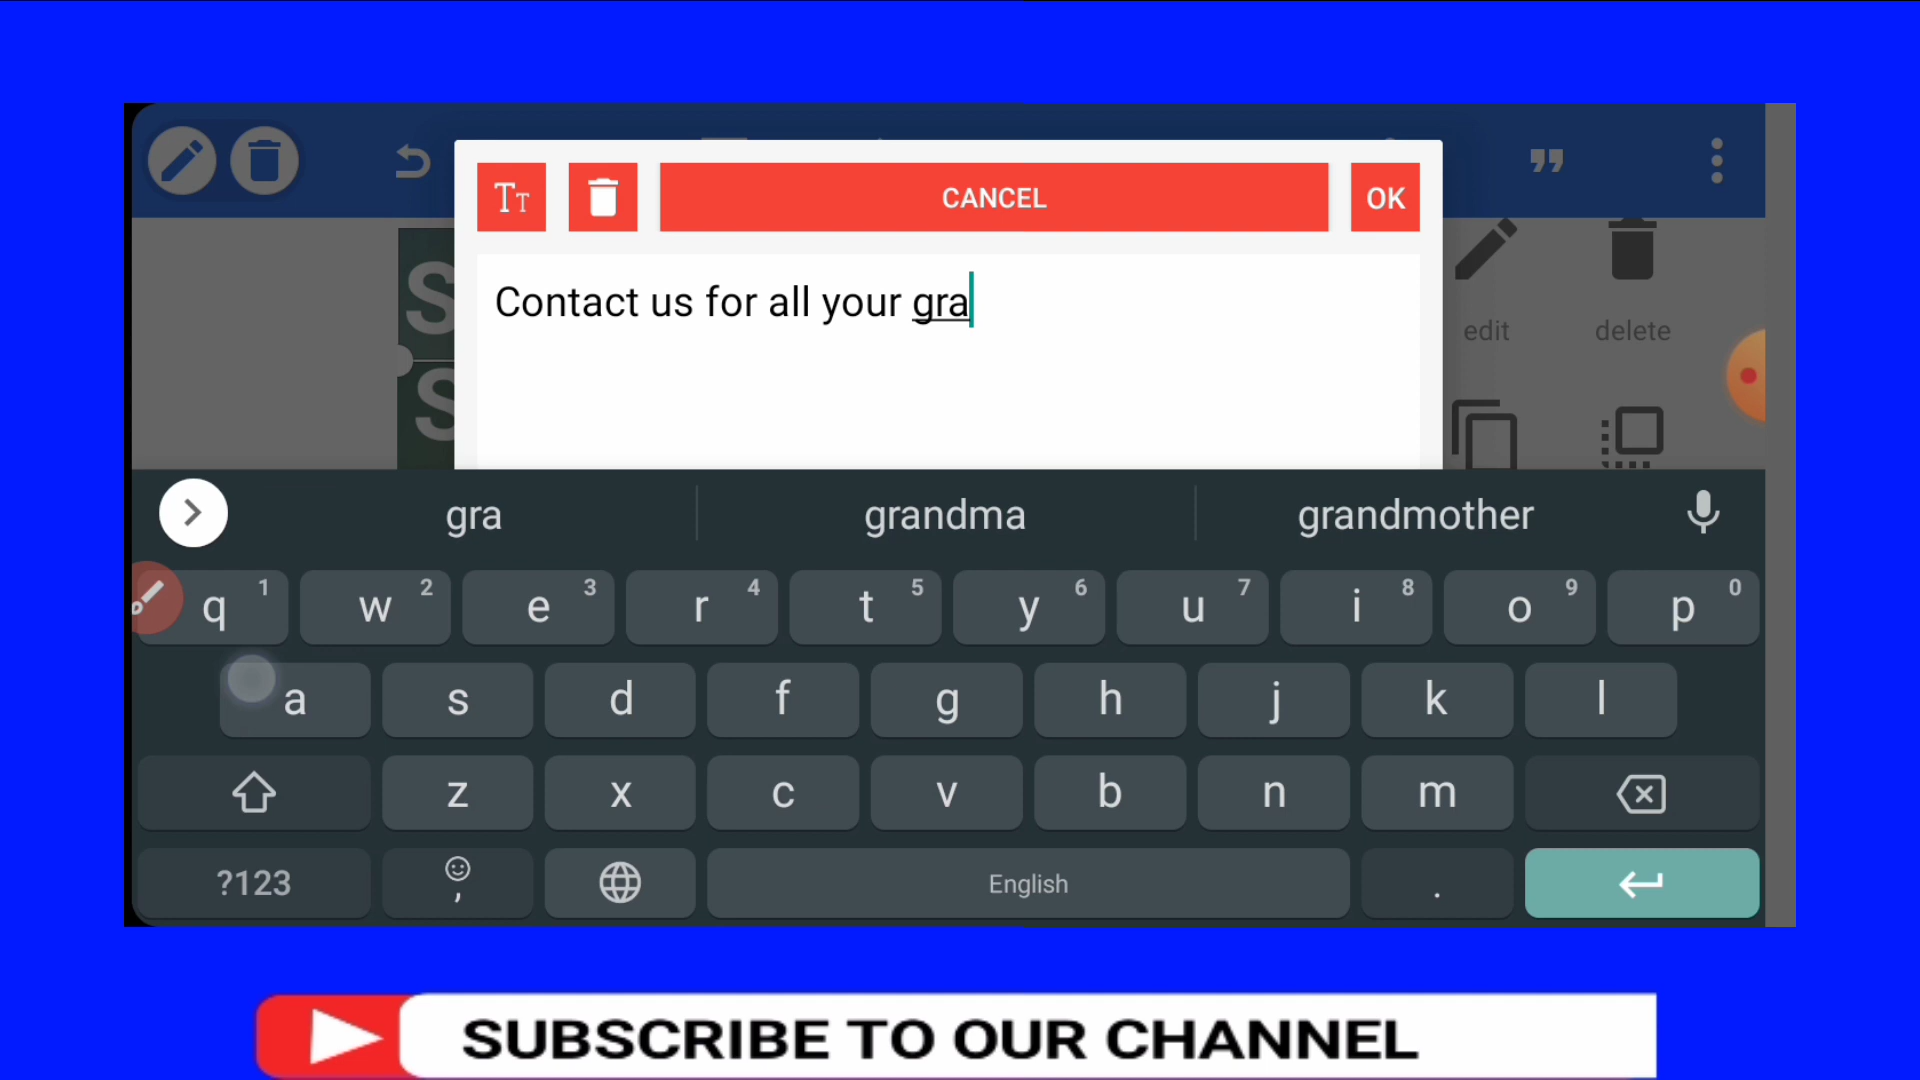 Tт CANCEL OK
Contact us for all your gra
S
S
edit delete
gra grandma grandmother
q 1 w 2 e 3 r 4 t 5 y 6 u 7 i 8 o 9 p 0
a s d f g h j k l
z x c v b n m
?123 , English .
SUBSCRIBE TO OUR CHANNEL